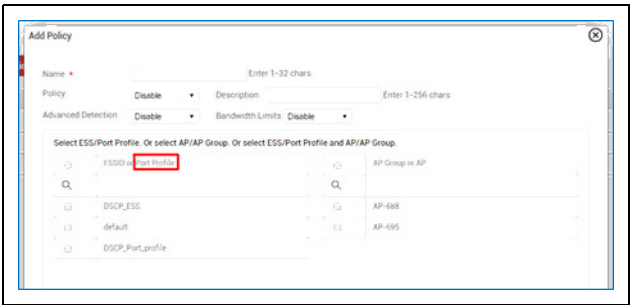 Add Policy
Name * Enter 1-32 chars.
Policy Disable Description Enter 1-256 chars
Advanced Detection Disable Bandwidth Limits Disable
Select ESS/Port Profile. Or select AP/AP Group. Or select ESS/Port Profile and AP/AP Group.
ESSID or Port Profile AP Group or AP
DSCP_ESS AP-688
default AP-695
DSCP_Port_profile